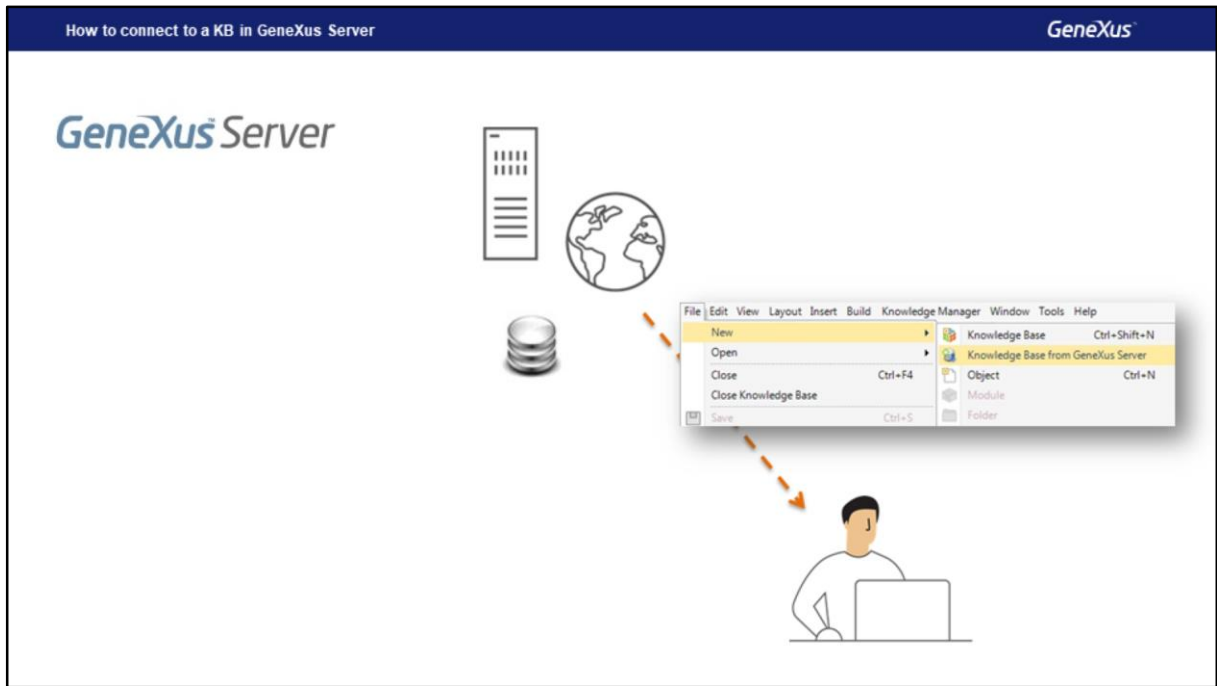 How to connect to a KB in GeneXus Server
GeneXus™
GeneXus™ Server
File Edit View Layout Insert Build Knowledge Manager Window Tools Help
New
Open
Close Ctrl+F4
Close Knowledge Base
Save Ctrl+S
Knowledge Base Ctrl+Shift+N
Knowledge Base from GeneXus Server
Object Ctrl+N
Module
Folder